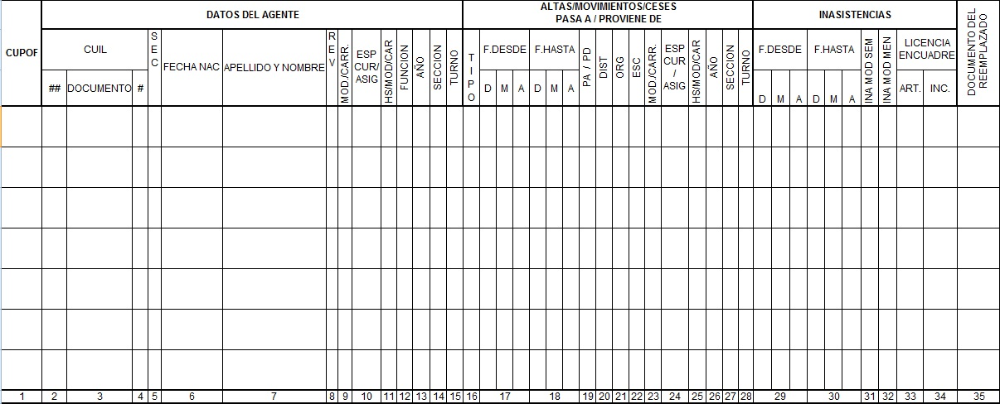 DATOS DEL AGENTE
ALTAS/MOVIMIENTOS/CESES
PASA A / PROVIENE DE
INASISTENCIAS
DOCUMENTO DEL
REEMPLAZADO
CUPOF
CUIL
SEC
FECHA NAC
APELLIDO Y NOMBRE
REV
MOD./CARR.
ESP
CUR/
ASIG
HS/MOD/CAR
FUNCION
AÑO
SECCION
TURNO
TIPO
F.DESDE
F.HASTA
PA / PD
DIST
ORG
ESC
MOD./CARR.
ESP
CUR
/
ASIG
HS/MOD/CAR
AÑO
SECCION
TURNO
F.DESDE
F.HASTA
INA MOD SEM
INA MOD MEN
LICENCIA
ENCUADRE
## DOCUMENTO #
D M A D M A
D M A D M A
ART. INC.
1 2 3 4 5 6 7 8 9 10 11 12 13 14 15 16 17 18 19 20 21 22 23 24 25 26 27 28 29 30 31 32 33 34 35